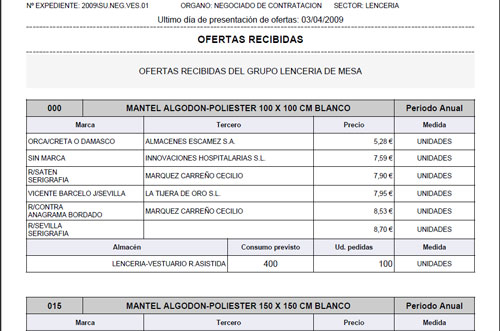 Nº EXPEDIENTE: 2009\SU.NEG.VES.01 ORGANO: NEGOCIADO DE CONTRATACION SECTOR: LENCERIA
Ultimo día de presentación de ofertas: 03/04/2009
OFERTAS RECIBIDAS
OFERTAS RECIBIDAS DEL GRUPO LENCERIA DE MESA
000 MANTEL ALGODON-POLIESTER 100 X 100 CM BLANCO Periodo Anual
Marca Tercero Precio Medida
ORCA/CRETA O DAMASCO ALMACENES ESCAMEZ S.A. 5,28 € UNIDADES
SIN MARCA INNOVACIONES HOSPITALARIAS S.L. 7,59 € UNIDADES
R/SATEN
SERIGRAFIA MARQUEZ CARREÑO CECILIO 7,90 € UNIDADES
VICENTE BARCELO J/SEVILLA LA TIJERA DE ORO S.L. 7,95 € UNIDADES
R/CONTRA
ANAGRAMA BORDADO MARQUEZ CARREÑO CECILIO 8,53 € UNIDADES
R/SEVILLA
SERIGRAFIA 8,70 € UNIDADES
Almacén Consumo previsto Ud. pedidas Medida
LENCERIA-VESTUARIO R.ASISTIDA 400 100 UNIDADES
015 MANTEL ALGODON-POLIESTER 150 X 150 CM BLANCO Periodo Anual
Marca Tercero Precio Medida